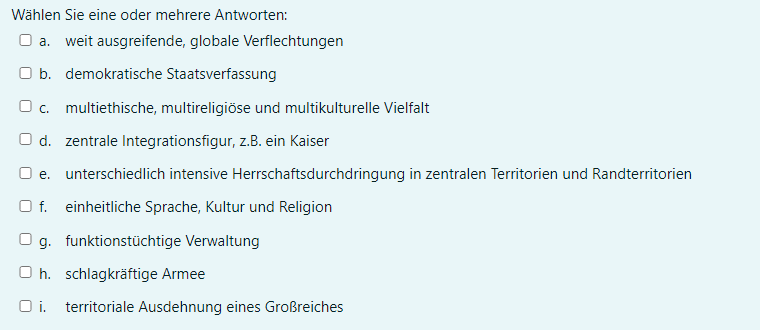 Wählen Sie eine oder mehrere Antworten:
a. weit ausgreifende, globale Verflechtungen
b. demokratische Staatsverfassung
c. multiethische, multireligiöse und multikulturelle Vielfalt
d. zentrale Integrationsfigur, z.B. ein Kaiser
e. unterschiedlich intensive Herrschaftsdurchdringung in zentralen Territorien und Randterritorien
f. einheitliche Sprache, Kultur und Religion
g. funktionstüchtige Verwaltung
h. schlagkräftige Armee
i. territoriale Ausdehnung eines Großreiches